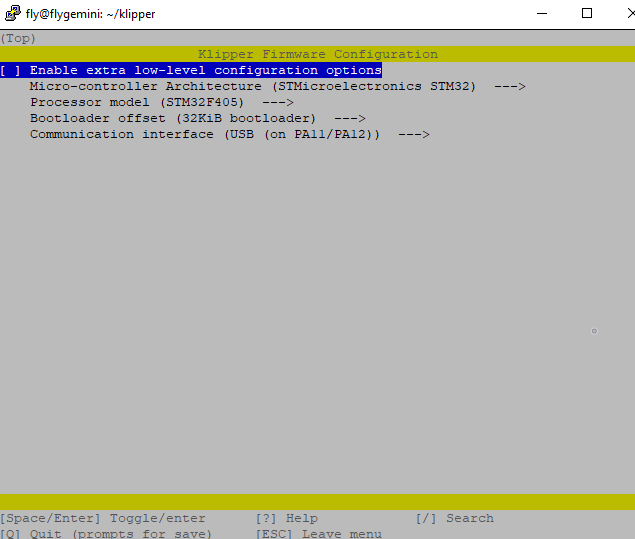 fly@flygemini: ~/klipper
(Top)
Klipper Firmware Configuration
[ ] Enable extra low-level configuration options
Micro-controller Architecture (STMicroelectronics STM32)  --->
Processor model (STM32F405)  --->
Bootloader offset (32KiB bootloader)  --->
Communication interface (USB (on PA11/PA12))  --->
[Space/Enter] Toggle/enter [?] Help [/] Search
[Q] Quit (prompts for save) [ESC] Leave menu